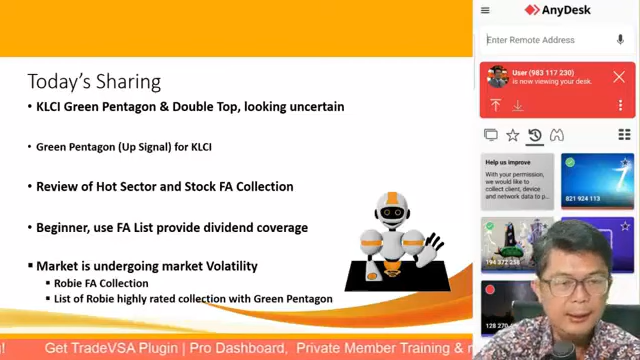 Today's Sharing
KLCI Green Pentagon & Double Top, looking uncertain
Green Pentagon (Up Signal) for KLCI
Review of Hot Sector and Stock FA Collection
Beginner, use FA List provide dividend coverage
Market is undergoing market Volatility
Robie FA Collection
List of Robie highly rated collection with Green Pentagon
Get TradeVSA Plugin | Pro Dashboard, Private Member Training &
AnyDesk
Enter Remote Address
User (983 117 230)
is now viewing your desk.
Help us improve
With your permission,
we would like to
collect client, device
and network data to
821 924 113
194 372 238
128 270